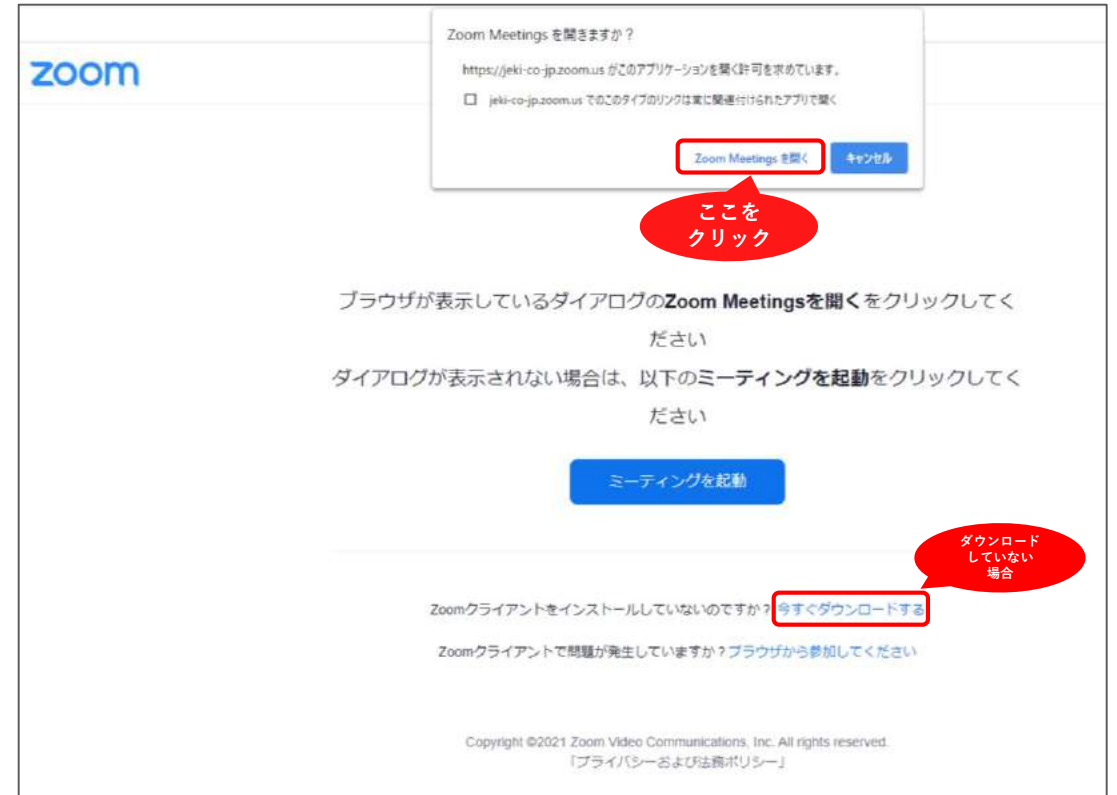 Zoom Meetings を開きますか？
zoom
https://jeki-co-jp.zoom.us がこのアプリケーションを開く許可を求めています。
jeki-co-jp.zoom.us でのこのタイプのリンクは常に関連付けられたアプリで開く
Zoom Meetings を開く
キャンセル
ここを
クリック
ブラウザが表示しているダイアログのZoom Meetingsを開くをクリックしてく
ださい
ダイアログが表示されない場合は、以下のミーティングを起動をクリックしてく
ださい
ミーティングを起動
ダウンロード
していない
場合
Zoomクライアントをインストールしていないのですか？今すぐダウンロードする
Zoomクライアントで問題が発生していますか？ブラウザから参加してください
Copyright ©2021 Zoom Video Communications, Inc. All rights reserved.
「プライバシーおよび法務ポリシー」